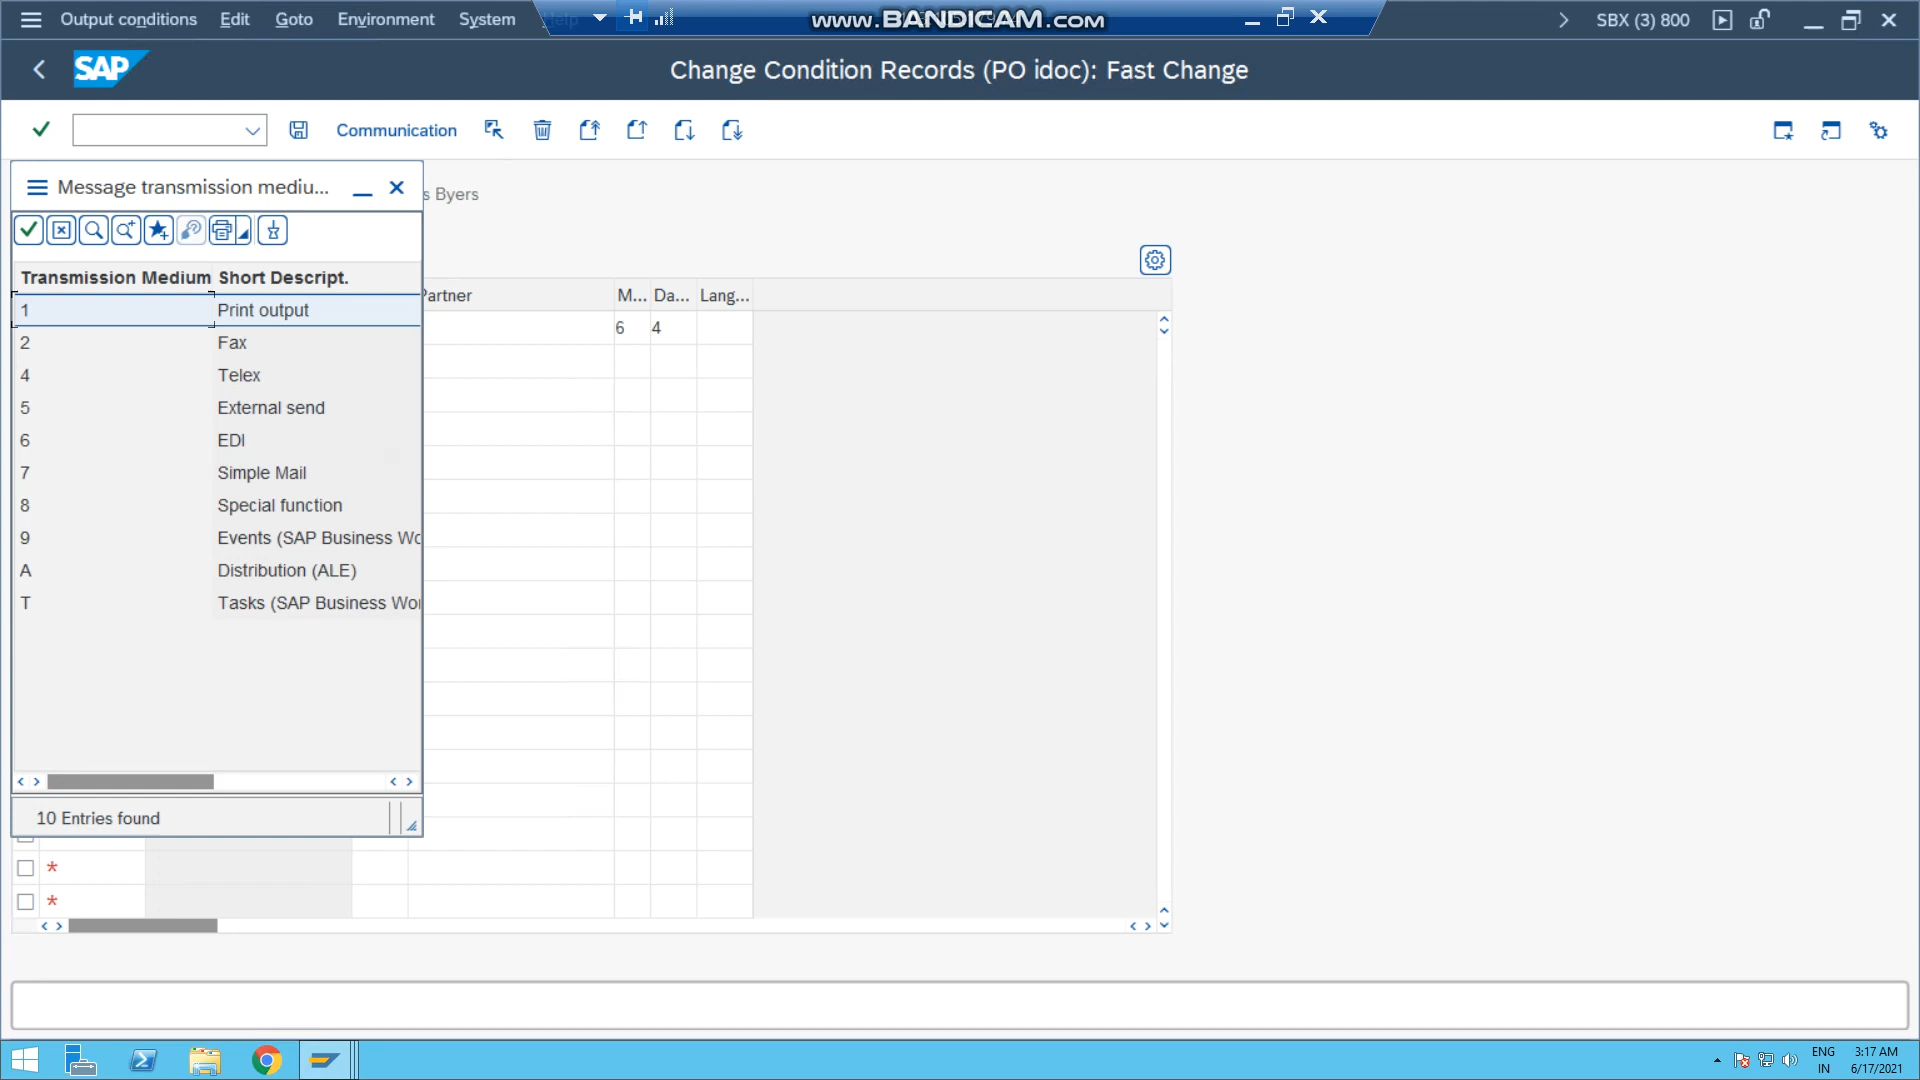 Output conditions Edit Goto Environment System Help www.BANDICAM.com SBX (3) 800
SAP Change Condition Records (PO idoc): Fast Change
Communication
Message transmission mediu...
s Byers
Transmission Medium Short Descript.
Partner M... Da... Lang...
1 Print output
6 4
2 Fax
4 Telex
5 External send
6 EDI
7 Simple Mail
8 Special function
9 Events (SAP Business Wo
A Distribution (ALE)
T Tasks (SAP Business Wor
10 Entries found
*
*
ENG 3:17 AM
IN 6/17/2021